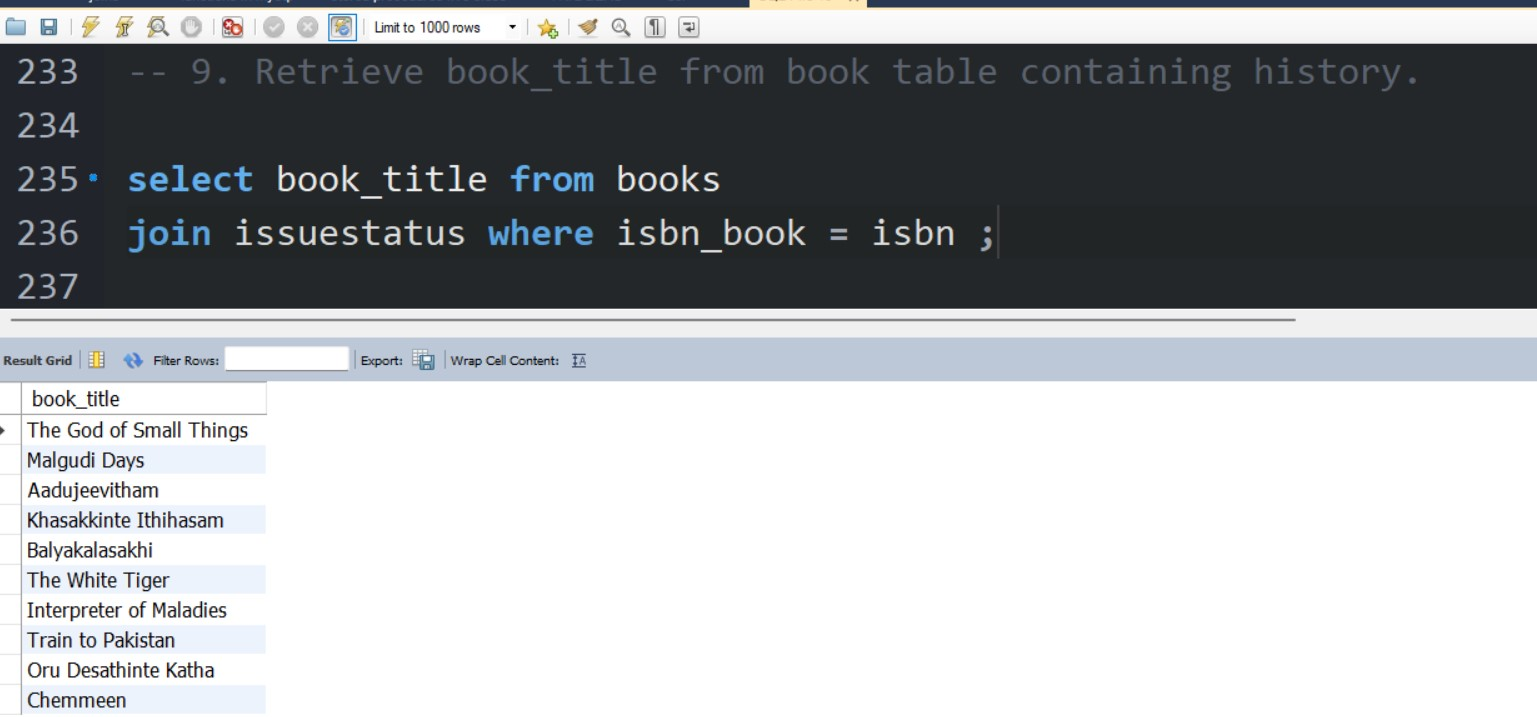 Limit to 1000 rows
233 -- 9. Retrieve book_title from book table containing history.
234
235 select book_title from books
236 join issuestatus where isbn_book = isbn ;
237
Result Grid Filter Rows: Export: Wrap Cell Content:
book_title
The God of Small Things
Malgudi Days
Aadujeevitham
Khasakkinte Ithihasam
Balyakalasakhi
The White Tiger
Interpreter of Maladies
Train to Pakistan
Oru Desathinte Katha
Chemmeen